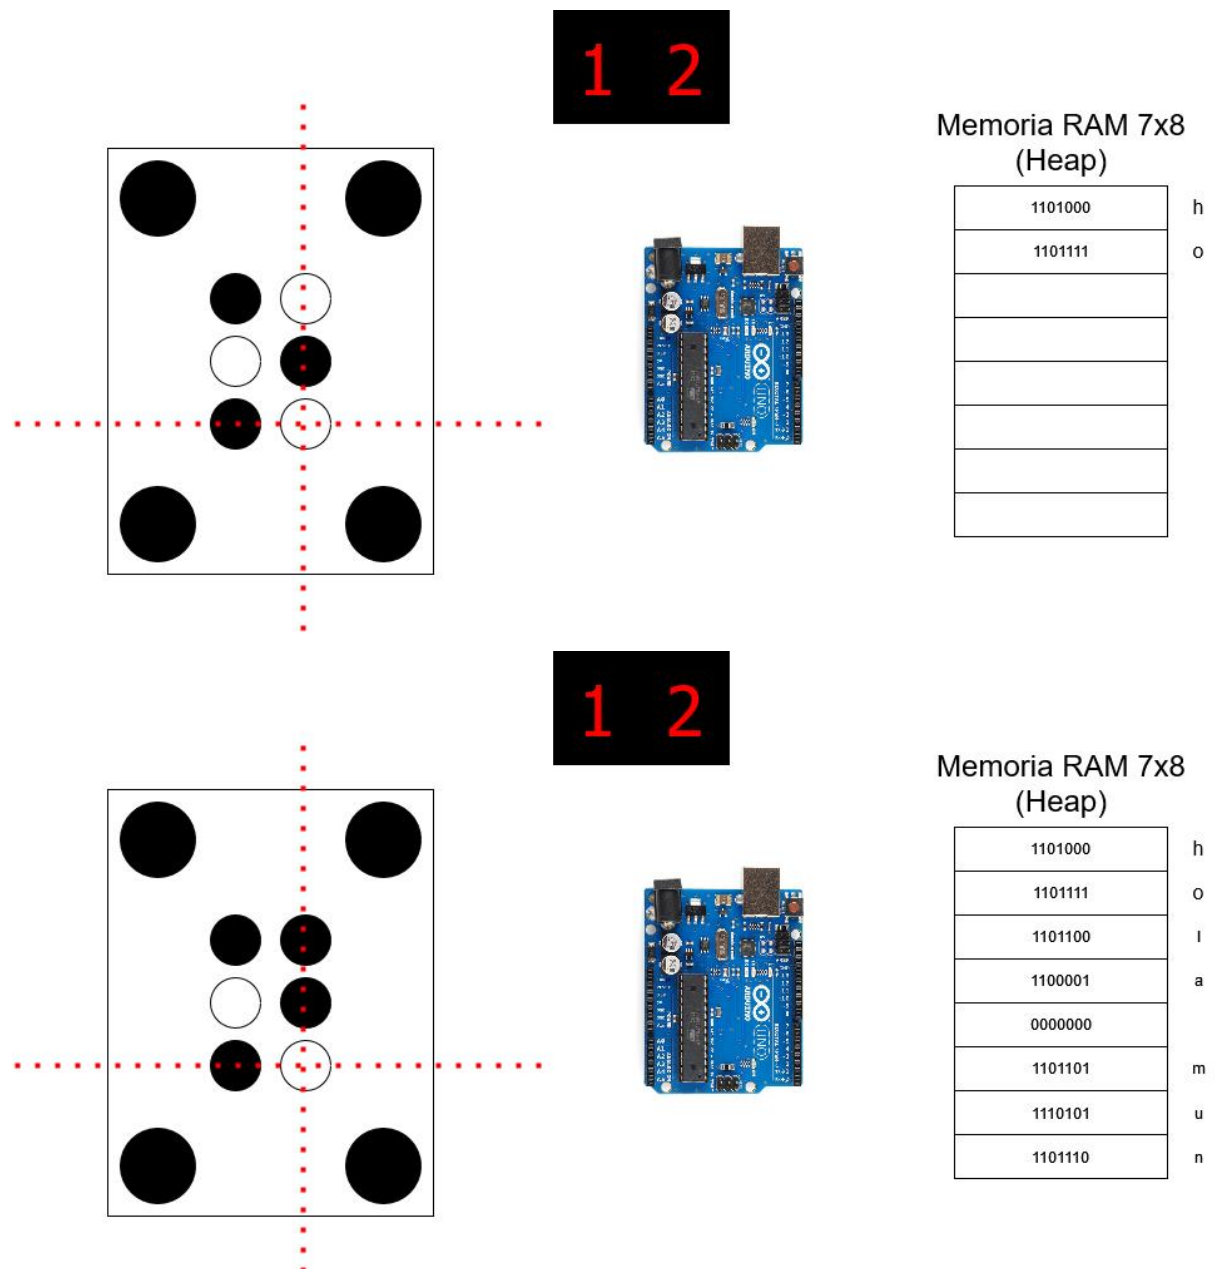 1 2
Memoria RAM 7x8
(Heap)
1101000 h
1101111 o
1 2
Memoria RAM 7x8
(Heap)
1101000 h
1101111 o
1101100 l
1100001 a
0000000
1101101 m
1110101 u
1101110 n